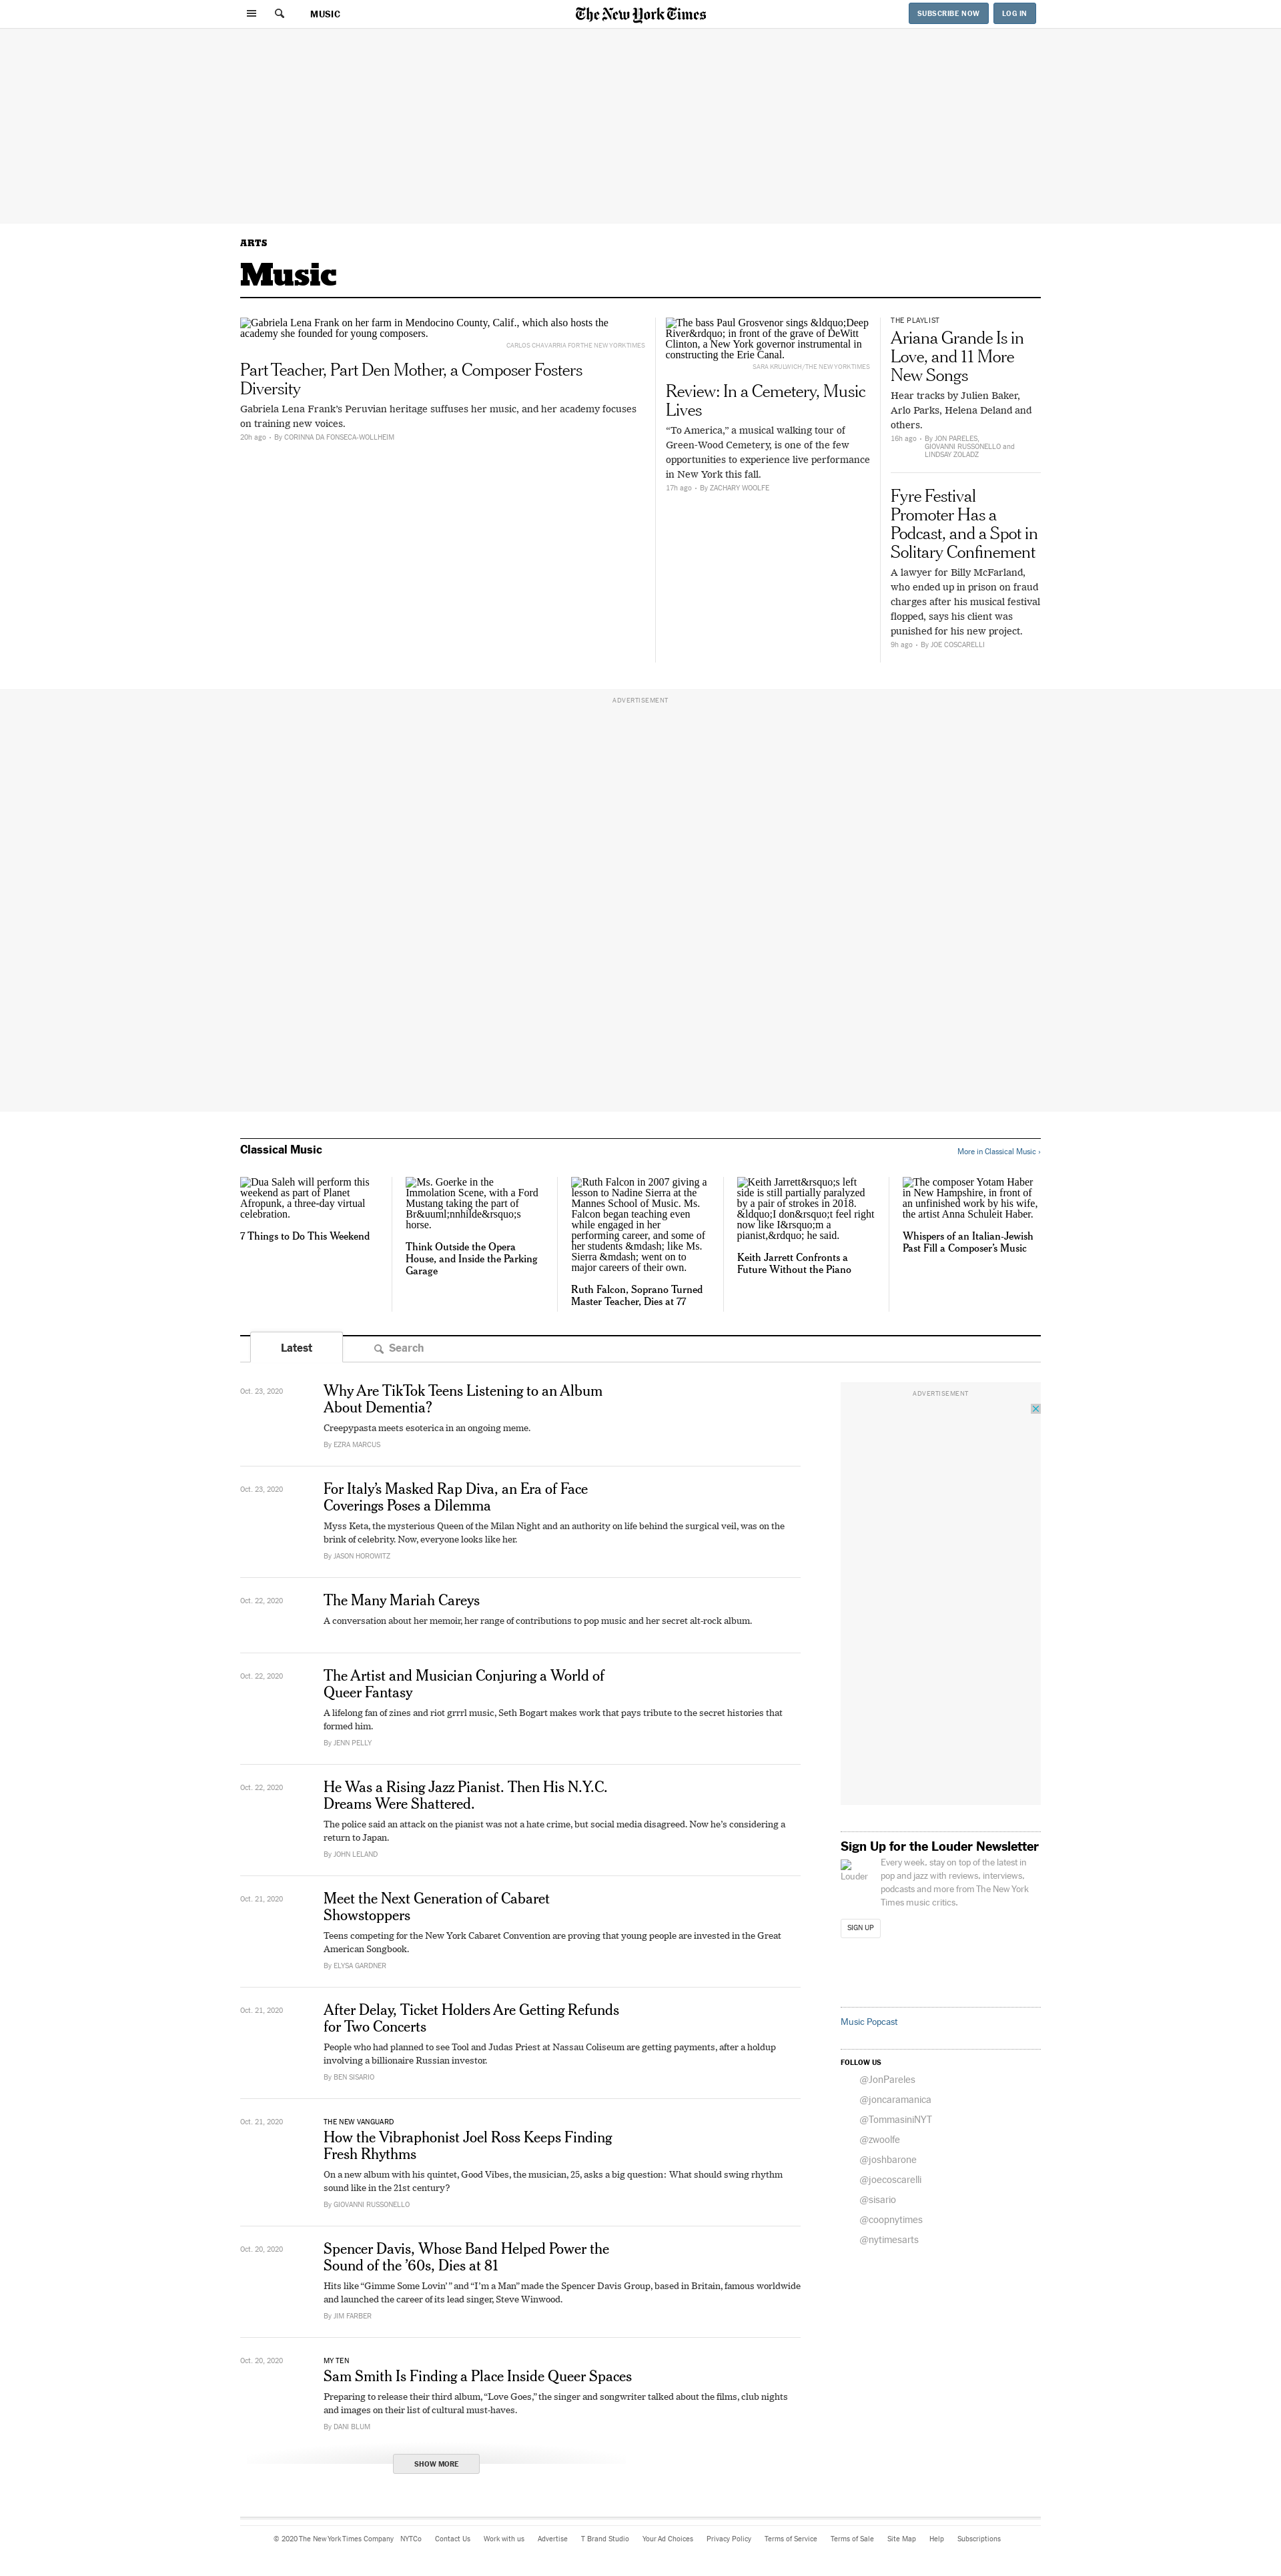 MUSIC
The New York Times
SUBSCRIBE NOW
LOG IN
ARTS
Music
Gabriela Lena Frank on her farm in Mendocino County, Calif., which also hosts the
academy she founded for young composers.
CARLOS CHAVARRIA FOR THE NEW YORK TIMES
Part Teacher, Part Den Mother, a Composer Fosters
Diversity
Gabriela Lena Frank’s Peruvian heritage suffuses her music, and her academy focuses
on training new voices.
20h ago • By CORINNA DA FONSECA-WOLLHEIM
The bass Paul Grosvenor sings &ldquo;Deep
River&rdquo; in front of the grave of DeWitt
Clinton, a New York governor instrumental in
constructing the Erie Canal.
SARA KRULWICH/THE NEW YORK TIMES
Review: In a Cemetery, Music
Lives
“To America,” a musical walking tour of
Green-Wood Cemetery, is one of the few
opportunities to experience live performance
in New York this fall.
17h ago • By ZACHARY WOOLFE
THE PLAYLIST
Ariana Grande Is in
Love, and 11 More
New Songs
Hear tracks by Julien Baker,
Arlo Parks, Helena Deland and
others.
16h ago • By JON PARELES,
GIOVANNI RUSSONELLO and
LINDSAY ZOLADZ
Fyre Festival
Promoter Has a
Podcast, and a Spot in
Solitary Confinement
A lawyer for Billy McFarland,
who ended up in prison on fraud
charges after his musical festival
flopped, says his client was
punished for his new project.
9h ago • By JOE COSCARELLI
ADVERTISEMENT
Classical Music
More in Classical Music ›
Dua Saleh will perform this
weekend as part of Planet
Afropunk, a three-day virtual
celebration.
7 Things to Do This Weekend
Ms. Goerke in the
Immolation Scene, with a Ford
Mustang taking the part of
Br&uuml;nnhilde&rsquo;s
horse.
Think Outside the Opera
House, and Inside the Parking
Garage
Ruth Falcon in 2007 giving a
lesson to Nadine Sierra at the
Mannes School of Music. Ms.
Falcon began teaching even
while engaged in her
performing career, and some of
her students &mdash; like Ms.
Sierra &mdash; went on to
major careers of their own.
Ruth Falcon, Soprano Turned
Master Teacher, Dies at 77
Keith Jarrett&rsquo;s left
side is still partially paralyzed
by a pair of strokes in 2018.
&ldquo;I don&rsquo;t feel right
now like I&rsquo;m a
pianist,&rdquo; he said.
Keith Jarrett Confronts a
Future Without the Piano
The composer Yotam Haber
in New Hampshire, in front of
an unfinished work by his wife,
the artist Anna Schuleit Haber.
Whispers of an Italian-Jewish
Past Fill a Composer’s Music
Latest
Search
Oct. 23, 2020
Why Are TikTok Teens Listening to an Album
About Dementia?
Creepypasta meets esoterica in an ongoing meme.
By EZRA MARCUS
Oct. 23, 2020
For Italy’s Masked Rap Diva, an Era of Face
Coverings Poses a Dilemma
Myss Keta, the mysterious Queen of the Milan Night and an authority on life behind the surgical veil, was on the
brink of celebrity. Now, everyone looks like her.
By JASON HOROWITZ
Oct. 22, 2020
The Many Mariah Careys
A conversation about her memoir, her range of contributions to pop music and her secret alt-rock album.
Oct. 22, 2020
The Artist and Musician Conjuring a World of
Queer Fantasy
A lifelong fan of zines and riot grrrl music, Seth Bogart makes work that pays tribute to the secret histories that
formed him.
By JENN PELLY
Oct. 22, 2020
He Was a Rising Jazz Pianist. Then His N.Y.C.
Dreams Were Shattered.
The police said an attack on the pianist was not a hate crime, but social media disagreed. Now he’s considering a
return to Japan.
By JOHN LELAND
Oct. 21, 2020
Meet the Next Generation of Cabaret
Showstoppers
Teens competing for the New York Cabaret Convention are proving that young people are invested in the Great
American Songbook.
By ELYSA GARDNER
Oct. 21, 2020
After Delay, Ticket Holders Are Getting Refunds
for Two Concerts
People who had planned to see Tool and Judas Priest at Nassau Coliseum are getting payments, after a holdup
involving a billionaire Russian investor.
By BEN SISARIO
Oct. 21, 2020
THE NEW VANGUARD
How the Vibraphonist Joel Ross Keeps Finding
Fresh Rhythms
On a new album with his quintet, Good Vibes, the musician, 25, asks a big question: What should swing rhythm
sound like in the 21st century?
By GIOVANNI RUSSONELLO
Oct. 20, 2020
Spencer Davis, Whose Band Helped Power the
Sound of the ’60s, Dies at 81
Hits like “Gimme Some Lovin’ ” and “I’m a Man” made the Spencer Davis Group, based in Britain, famous worldwide
and launched the career of its lead singer, Steve Winwood.
By JIM FARBER
Oct. 20, 2020
MY TEN
Sam Smith Is Finding a Place Inside Queer Spaces
Preparing to release their third album, “Love Goes,” the singer and songwriter talked about the films, club nights
and images on their list of cultural must-haves.
By DANI BLUM
SHOW MORE
ADVERTISEMENT
Sign Up for the Louder Newsletter
Louder
Every week, stay on top of the latest in
pop and jazz with reviews, interviews,
podcasts and more from The New York
Times music critics.
SIGN UP
Music Popcast
FOLLOW US
@JonPareles
@joncaramanica
@TommasiniNYT
@zwoolfe
@joshbarone
@joecoscarelli
@sisario
@coopnytimes
@nytimesarts
© 2020 The New York Times Company NYTCo Contact Us Work with us Advertise T Brand Studio Your Ad Choices Privacy Policy Terms of Service Terms of Sale Site Map Help Subscriptions